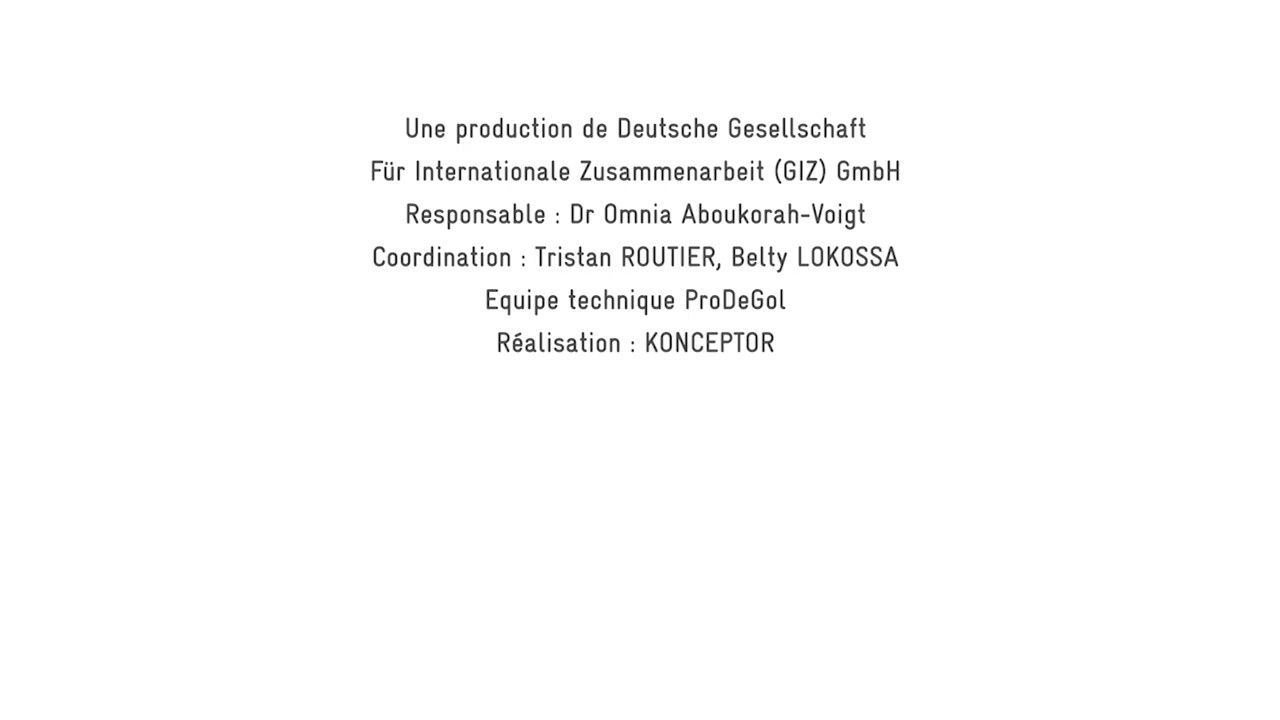 Une production de Deutsche Gesellschaft
Für Internationale Zusammenarbeit (GIZ) GmbH
Responsable : Dr Omnia Aboukorah-Voigt
Coordination : Tristan ROUTIER, Belty LOKOSSA
Equipe technique ProDeGol
Réalisation : KONCEPTOR